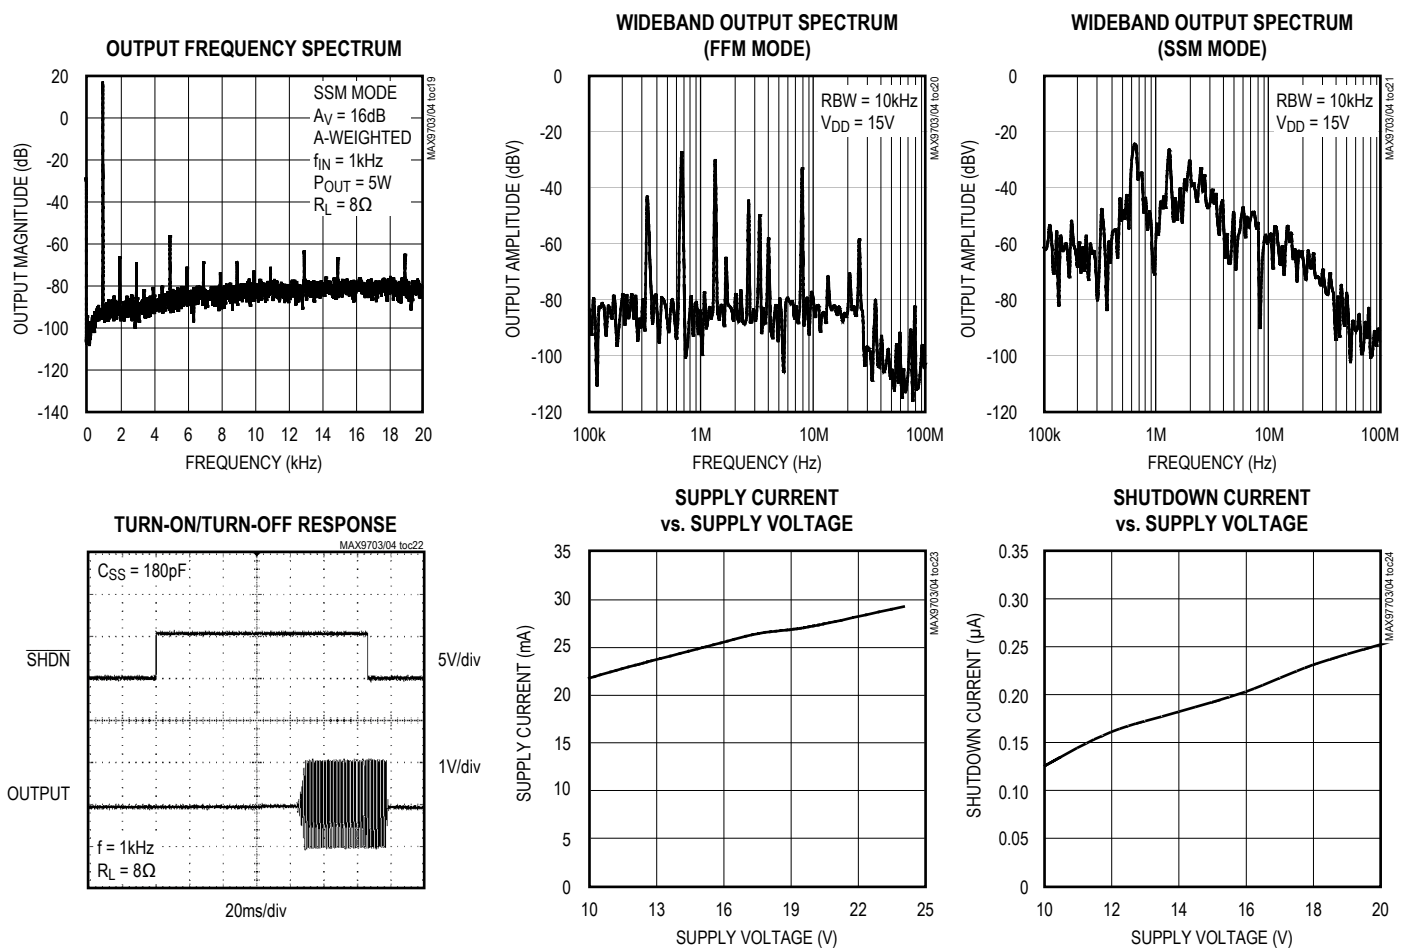 OUTPUT FREQUENCY SPECTRUM
20
0
-20
-40
-60
-80
-100
-120
-140
OUTPUT MAGNITUDE (dB)
SSM MODE
AV = 16dB
A-WEIGHTED
fIN = 1kHz
POUT = 5W
RL = 8Ω
MAX9703/04 toc19
0 2 4 6 8 10 12 14 16 18 20
FREQUENCY (kHz)
WIDEBAND OUTPUT SPECTRUM
(FFM MODE)
0
-20
-40
-60
-80
-100
-120
OUTPUT AMPLITUDE (dBV)
RBW = 10kHz
VDD = 15V
MAX9703/04 toc20
100k 1M 10M 100M
FREQUENCY (Hz)
WIDEBAND OUTPUT SPECTRUM
(SSM MODE)
0
-20
-40
-60
-80
-100
-120
OUTPUT AMPLITUDE (dBV)
RBW = 10kHz
VDD = 15V
MAX9703/04 toc21
100k 1M 10M 100M
FREQUENCY (Hz)
TURN-ON/TURN-OFF RESPONSE
MAX9703/04 toc22
CSS = 180pF
SHDN
5V/div
OUTPUT
1V/div
f = 1kHz
RL = 8Ω
20ms/div
SUPPLY CURRENT
vs. SUPPLY VOLTAGE
35
30
25
20
15
10
5
0
SUPPLY CURRENT (mA)
MAX9703/04 toc23
10 13 16 19 22 25
SUPPLY VOLTAGE (V)
SHUTDOWN CURRENT
vs. SUPPLY VOLTAGE
0.35
0.30
0.25
0.20
0.15
0.10
0.05
0
SHUTDOWN CURRENT (µA)
MAX97703/04 toc24
10 12 14 16 18 20
SUPPLY VOLTAGE (V)